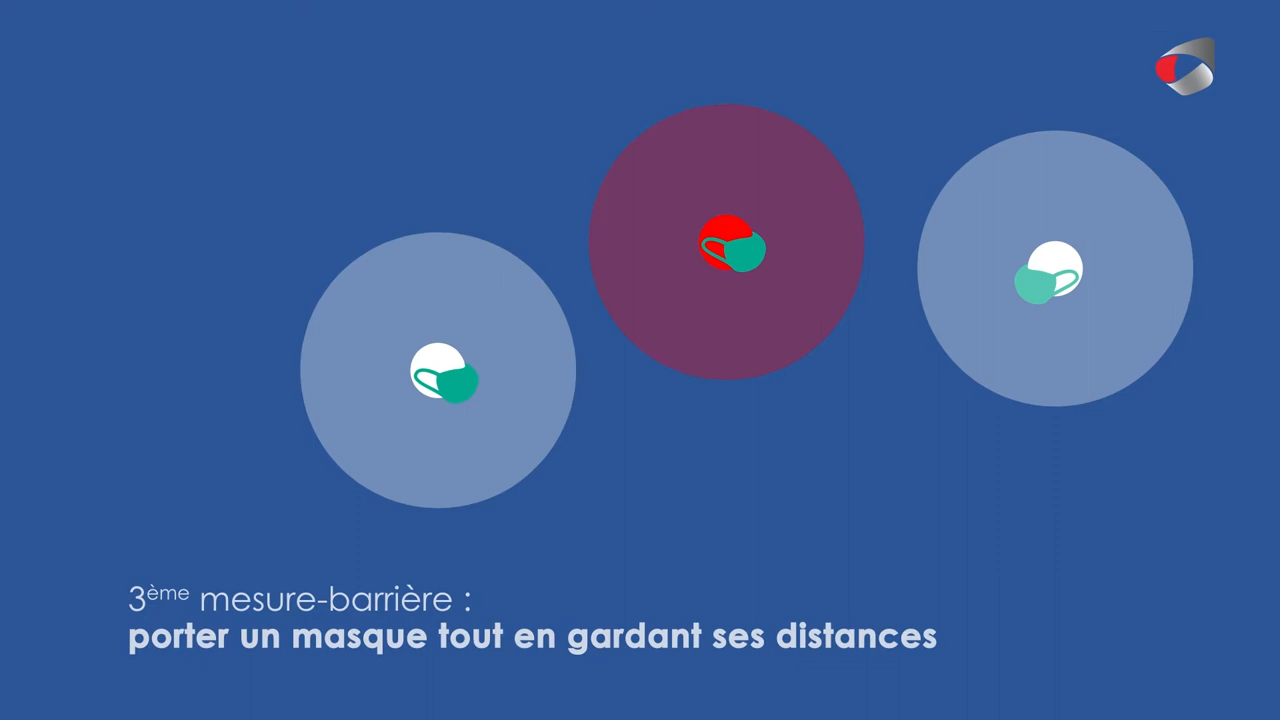 3ème mesure-barrière :
porter un masque tout en gardant ses distances